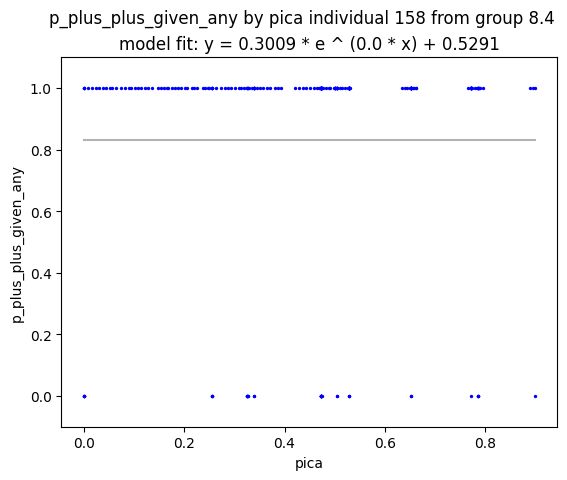 p_plus_plus_given_any by pica individual 158 from group 8.4
model fit: y = 0.3009 * e ^ (0.0 * x) + 0.5291
p_plus_plus_given_any
1.0
0.8
0.6
0.4
0.2
0.0
0.0 0.2 0.4 0.6 0.8
pica